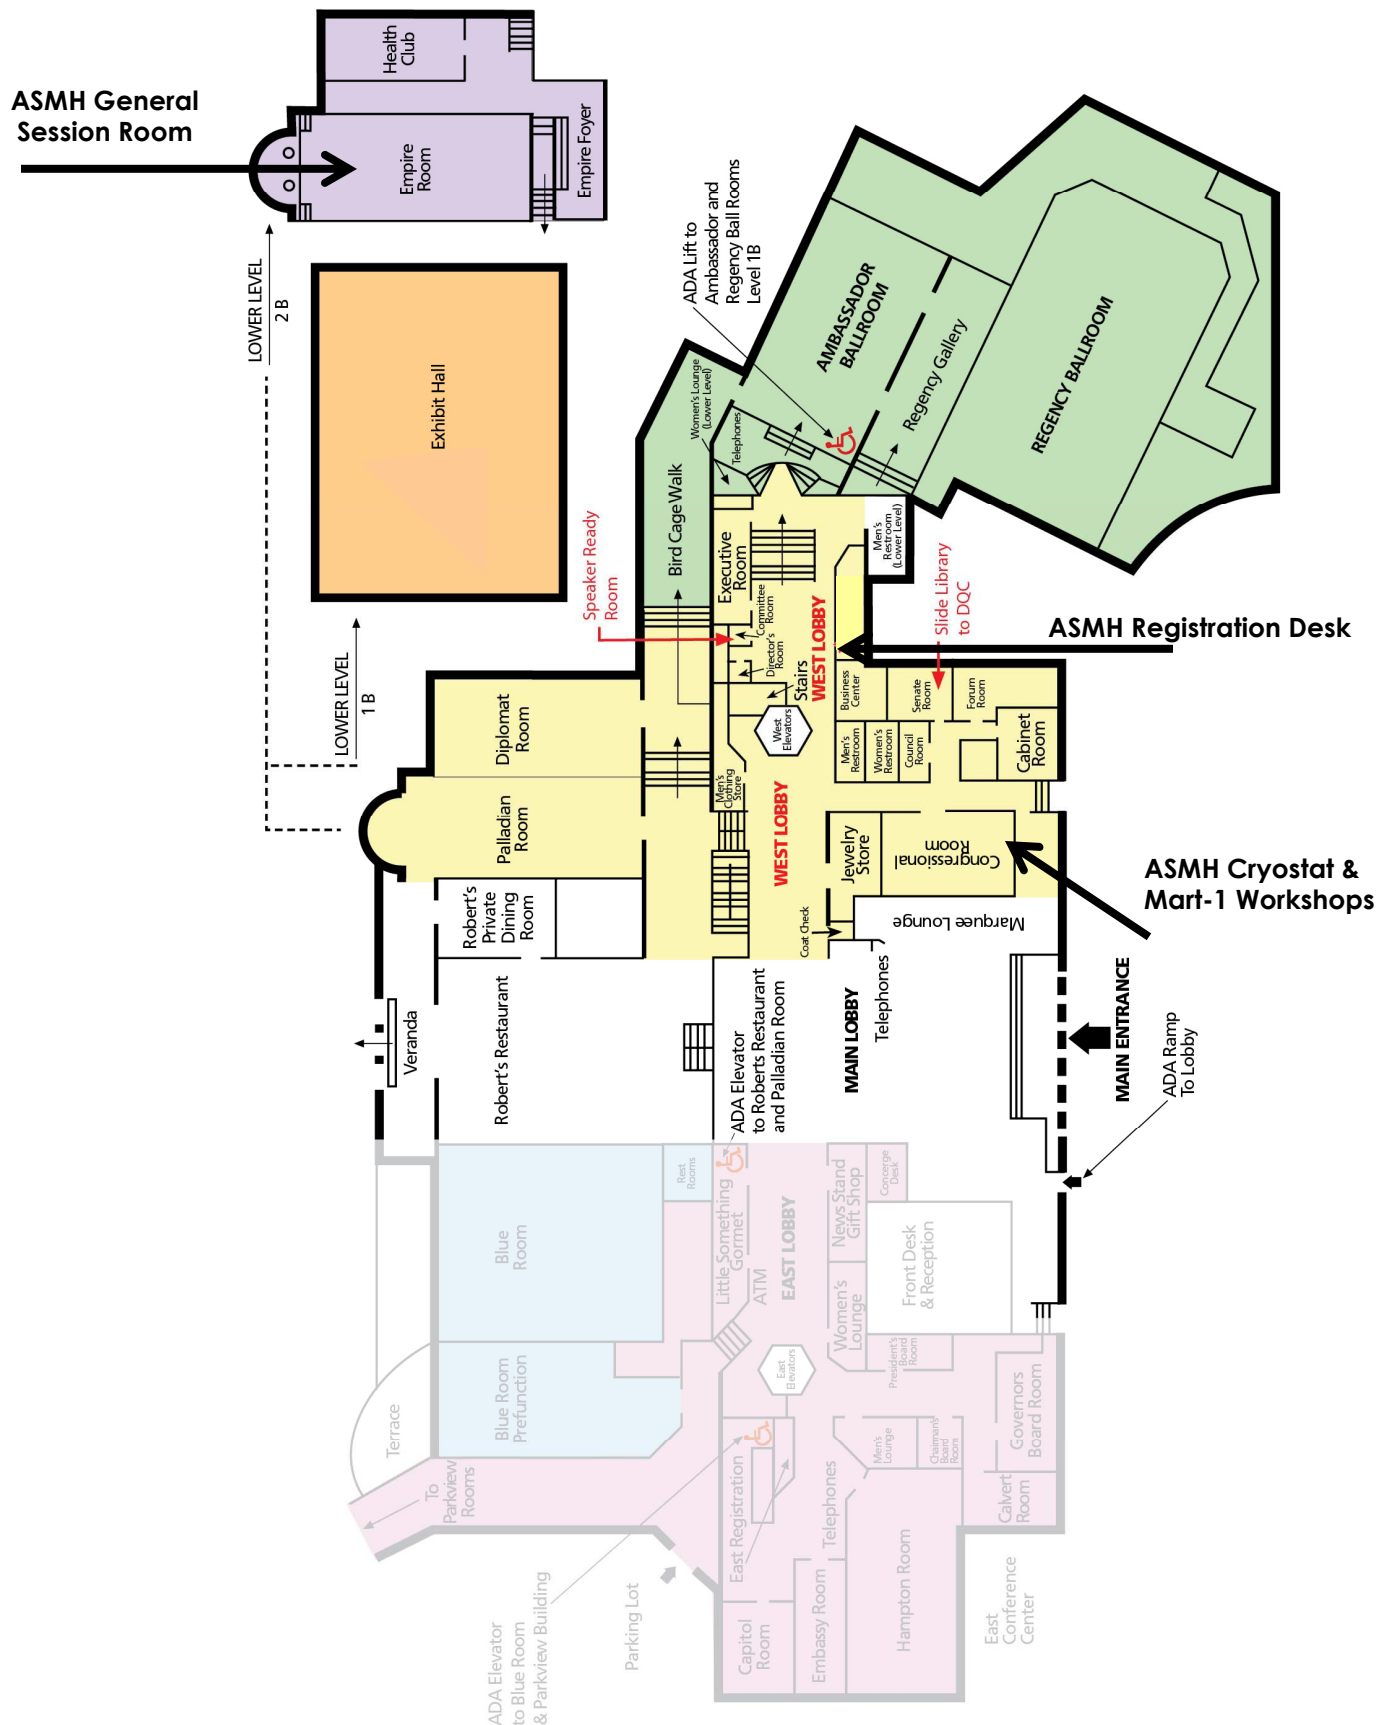 ASMH General
Session Room
Health
Club
Empire
Room
Empire Foyer
LOWER LEVEL
2 B
Exhibit Hall
ADA Lift to
Ambassador and
Regency Ball Rooms
Level 1B
AMBASSADOR
BALLROOM
Regency Gallery
REGENCY BALLROOM
Women's Lounge
(Lower Level)
Telephones
Bird Cage Walk
Speaker Ready
Room
Executive
Room
Men's
Restroom
(Lower Level)
Committee
Room
Director's
Room
Stairs
WEST LOBBY
Slide Library
to DQC
ASMH Registration Desk
LOWER LEVEL
1 B
Diplomat
Room
Palladian
Room
West
Elevators
Business
Center
Senate
Room
Forum
Room
Men's
Restroom
Women's
Restroom
Council
Room
Cabinet
Room
Men's
Clothing
Store
WEST LOBBY
Jewelry
Store
Congressional
Room
ASMH Cryostat &
Mart-1 Workshops
Robert's
Private
Dining
Room
Coat Check
Marquee Lounge
Veranda
Robert's Restaurant
ADA Elevator
to Roberts Restaurant
and Palladian Room
MAIN LOBBY
Telephones
MAIN ENTRANCE
ADA Ramp
To Lobby
Blue
Room
Rest
Rooms
Little Something
Gormet
ATM
EAST LOBBY
News Stand
Gift Shop
Concerge
Desk
Front Desk
& Reception
Women's
Lounge
Terrace
Blue Room
Prefunction
East
Elevators
President's
Board
Room
Governors
Board Room
To
Parkview
Rooms
East Registration
Telephones
Men's
Lounge
Chairman's
Board
Room
Calvert
Room
ADA Elevator
to Blue Room
& Parkview Building
Parking Lot
Capitol
Room
Embassy Room
Hampton Room
East
Conference
Center